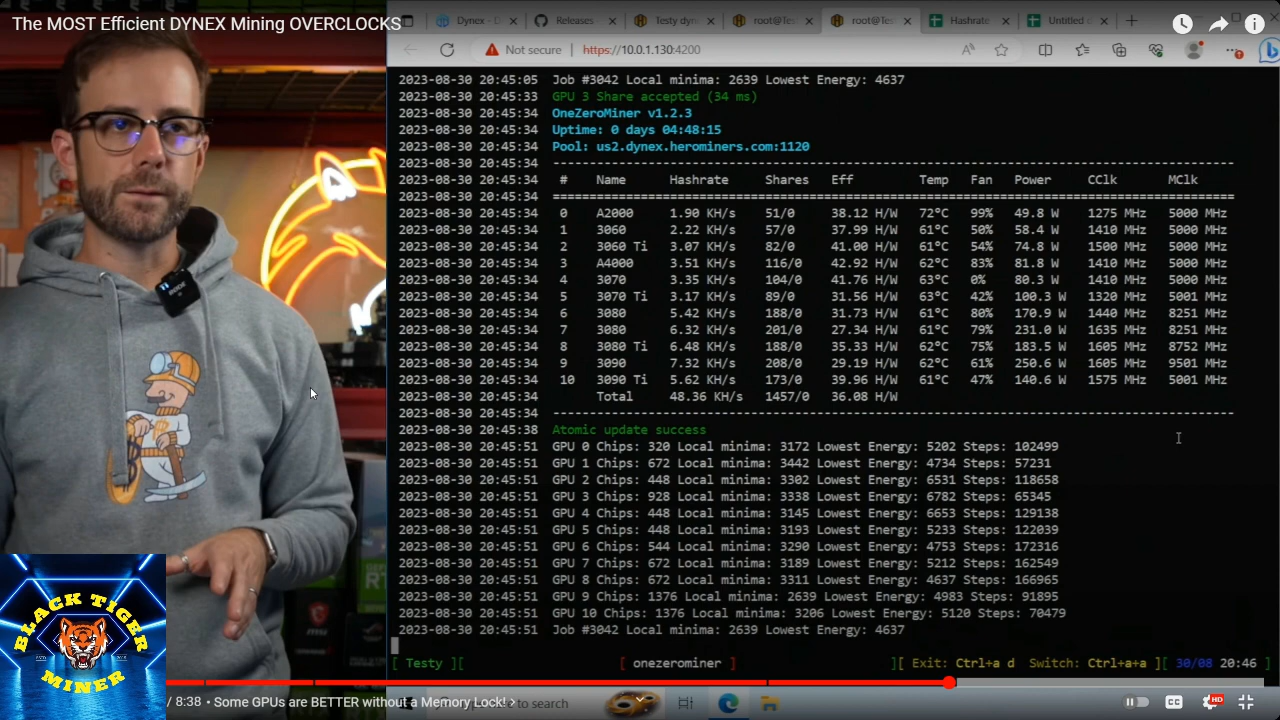 The MOST Efficient DYNEX Mining OVERCLOCKS
Dynex - D
Releases
Testy dyn
root@Tes
root@Tes
Hashrate
Untitled
Not secure | https://10.0.1.130:4200
2023-08-30 20:45:05 Job #3042 Local minima: 2639 Lowest Energy: 4637
2023-08-30 20:45:33 GPU 3 Share accepted (34 ms)
2023-08-30 20:45:34 OneZeroMiner v1.2.3
2023-08-30 20:45:34 Uptime: 0 days 04:48:15
2023-08-30 20:45:34 Pool: us2.dynex.herominers.com:1120
2023-08-30 20:45:34 --------------------------------------------------------------------------------------------
2023-08-30 20:45:34 # Name Hashrate Shares Eff Temp Fan Power CClk MClk
2023-08-30 20:45:34 ============================================================================================
2023-08-30 20:45:34 0 A2000 1.90 KH/s 51/0 38.12 H/W 72°C 99% 49.8 W 1275 MHz 5000 MHz
2023-08-30 20:45:34 1 3060 2.22 KH/s 57/0 37.99 H/W 61°C 50% 58.4 W 1410 MHz 5000 MHz
2023-08-30 20:45:34 2 3060 Ti 3.07 KH/s 82/0 41.00 H/W 61°C 54% 74.8 W 1500 MHz 5000 MHz
2023-08-30 20:45:34 3 A4000 3.51 KH/s 116/0 42.92 H/W 62°C 83% 81.8 W 1410 MHz 5000 MHz
2023-08-30 20:45:34 4 3070 3.35 KH/s 104/0 41.76 H/W 63°C 0% 80.3 W 1410 MHz 5000 MHz
2023-08-30 20:45:34 5 3070 Ti 3.17 KH/s 89/0 31.56 H/W 63°C 42% 100.3 W 1320 MHz 5001 MHz
2023-08-30 20:45:34 6 3080 5.42 KH/s 188/0 31.73 H/W 61°C 80% 170.9 W 1440 MHz 8251 MHz
2023-08-30 20:45:34 7 3080 6.32 KH/s 201/0 27.34 H/W 61°C 79% 231.0 W 1635 MHz 8251 MHz
2023-08-30 20:45:34 8 3080 Ti 6.48 KH/s 188/0 35.33 H/W 62°C 75% 183.5 W 1605 MHz 8752 MHz
2023-08-30 20:45:34 9 3090 7.32 KH/s 208/0 29.19 H/W 62°C 61% 250.6 W 1605 MHz 9501 MHz
2023-08-30 20:45:34 10 3090 Ti 5.62 KH/s 173/0 39.96 H/W 61°C 47% 140.6 W 1575 MHz 5001 MHz
2023-08-30 20:45:34 Total 48.36 KH/s 1457/0 36.08 H/W
2023-08-30 20:45:34 --------------------------------------------------------------------------------------------
2023-08-30 20:45:38 Atomic update success
2023-08-30 20:45:51 GPU 0 Chips: 320 Local minima: 3172 Lowest Energy: 5202 Steps: 102499
2023-08-30 20:45:51 GPU 1 Chips: 672 Local minima: 3442 Lowest Energy: 4734 Steps: 57231
2023-08-30 20:45:51 GPU 2 Chips: 448 Local minima: 3302 Lowest Energy: 6531 Steps: 118658
2023-08-30 20:45:51 GPU 3 Chips: 928 Local minima: 3338 Lowest Energy: 6782 Steps: 65345
2023-08-30 20:45:51 GPU 4 Chips: 448 Local minima: 3145 Lowest Energy: 6653 Steps: 129138
2023-08-30 20:45:51 GPU 5 Chips: 448 Local minima: 3193 Lowest Energy: 5233 Steps: 122039
2023-08-30 20:45:51 GPU 6 Chips: 544 Local minima: 3290 Lowest Energy: 4753 Steps: 172316
2023-08-30 20:45:51 GPU 7 Chips: 672 Local minima: 3189 Lowest Energy: 5212 Steps: 162549
2023-08-30 20:45:51 GPU 8 Chips: 672 Local minima: 3311 Lowest Energy: 4637 Steps: 166965
2023-08-30 20:45:51 GPU 9 Chips: 1376 Local minima: 2639 Lowest Energy: 4983 Steps: 91895
2023-08-30 20:45:51 GPU 10 Chips: 1376 Local minima: 3206 Lowest Energy: 5120 Steps: 70479
2023-08-30 20:45:51 Job #3042 Local minima: 2639 Lowest Energy: 4637
[ Testy ][ [ onezerominer ] ][ Exit: Ctrl+a d Switch: Ctrl+a+a ][ 30/08 20:46 ]
BLACK TIGER
MINER
/ 8:38 • Some GPUs are BETTER without a Memory Lock! >
to search
CC
HD